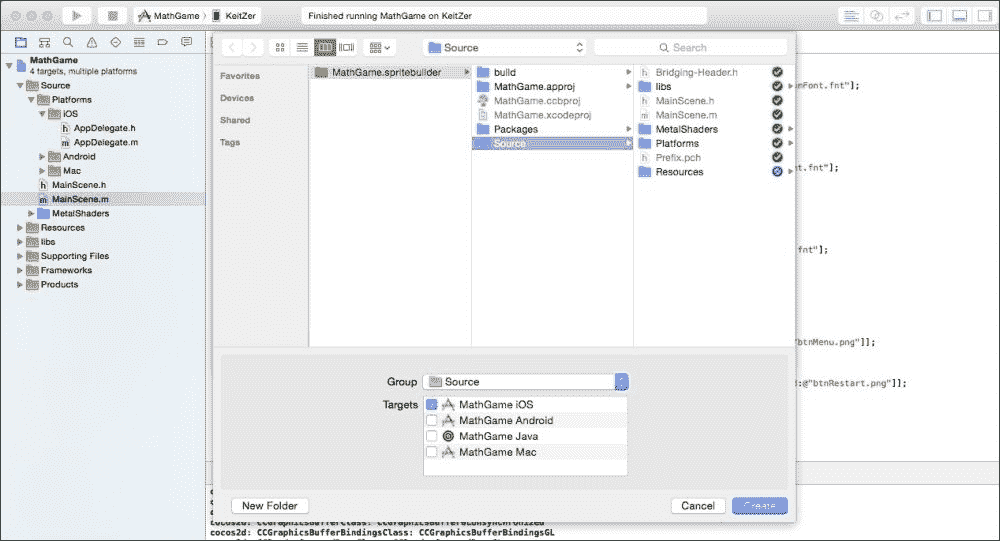 MathGame
KeitZer
Finished running MathGame on KeitZer
MathGame
4 targets, multiple platforms
Source
Platforms
iOS
AppDelegate.h
AppDelegate.m
Android
Mac
MainScene.h
MainScene.m
MetalShaders
Resources
libs
Supporting Files
Frameworks
Products
Source
Search
Favorites
Devices
Shared
Tags
MathGame.spritebuilder
build
MathGame.approj
MathGame.ccbproj
MathGame.xcodeproj
Packages
Source
Bridging-Header.h
libs
MainScene.h
MainScene.m
MetalShaders
Platforms
Prefix.pch
Resources
mFont.fnt"];
t.fnt"];
fnt"];
"btnMenu.png"]];
d:@"btnRestart.png"]];
Group
Source
Targets
MathGame iOS
MathGame Android
MathGame Java
MathGame Mac
New Folder
Cancel
Create
cocos2d: CCGraphicsBufferBindingsClass: CCGraphicsBufferBindingsGL